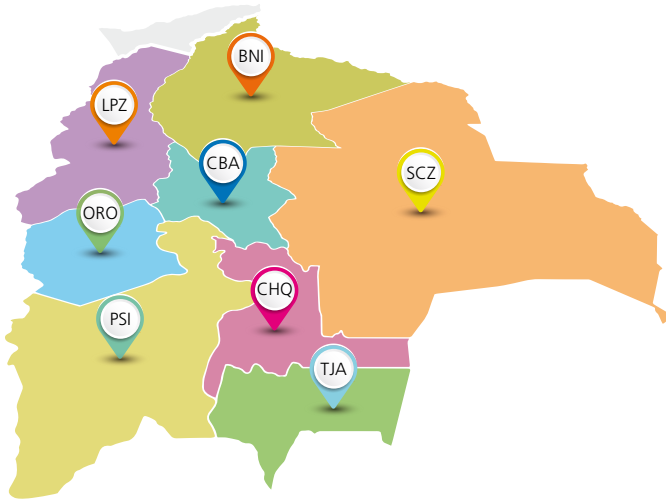 BNI
LPZ
CBA
SCZ
ORO
CHQ
PSI
TJA